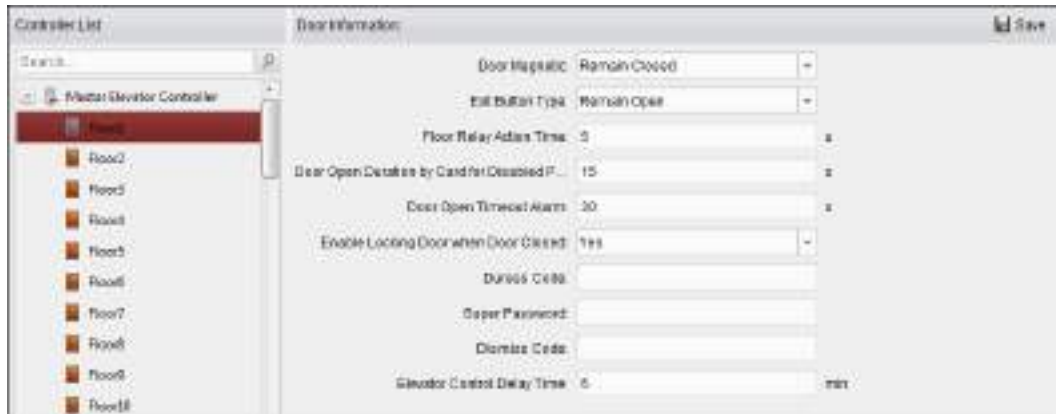 Controller List
Door Information:
Save
Search...
Master Elevator Controller
Floor1
Floor2
Floor3
Floor4
Floor5
Floor6
Floor7
Floor8
Floor9
Floor10
Door Magnetic: Remain Closed
Exit Button Type: Remain Open
Floor Relay Action Time: 5 s
Door Open Duration by Card for Disabled P... 15 s
Door Open Timeout Alarm: 30 s
Enable Locking Door when Door Closed: Yes
Duress Code:
Super Password:
Dismiss Code:
Elevator Control Delay Time: 5 min